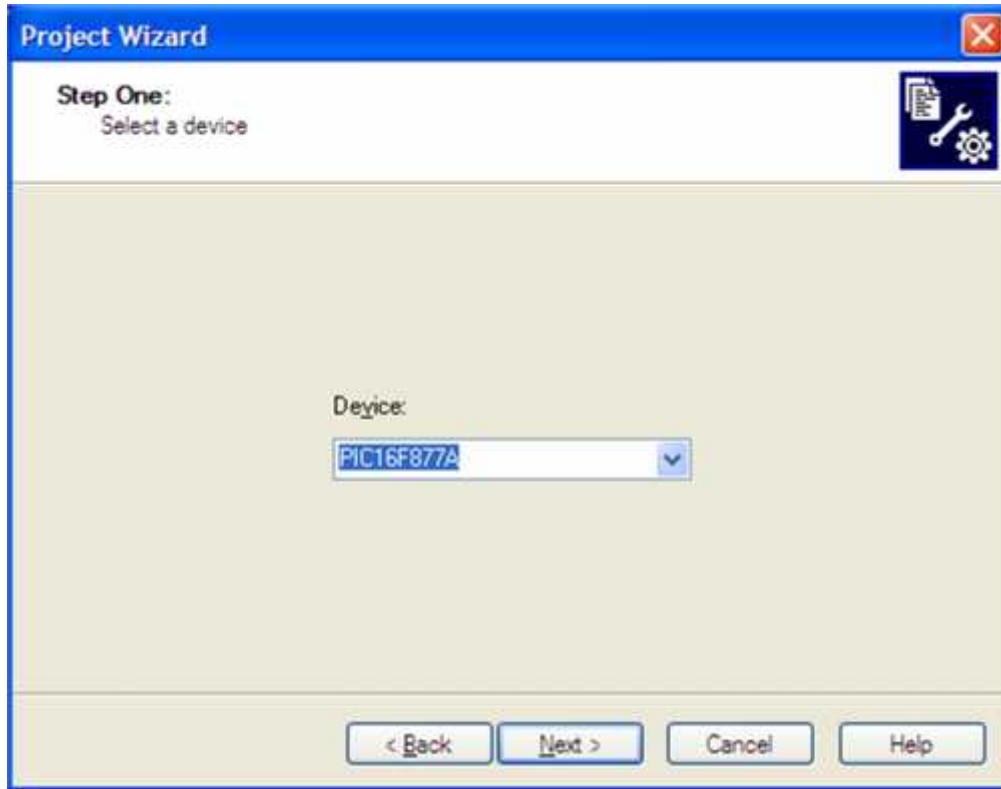 Project Wizard
Step One:
Select a device
Device:
PIC16F877A
< Back
Next >
Cancel
Help